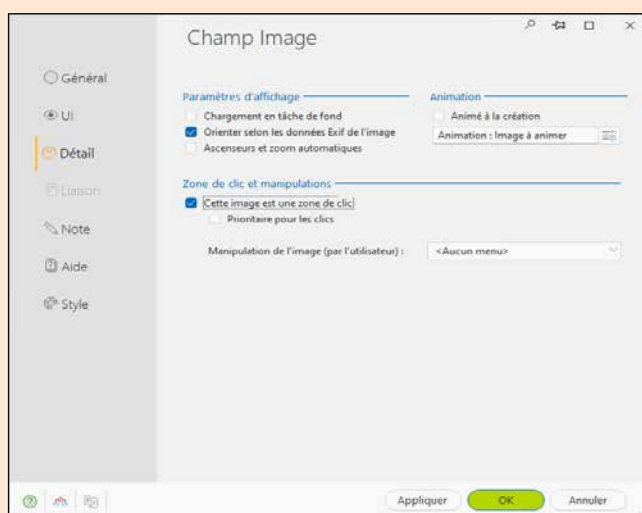 Champ Image
Général
UI
Détail
Liaison
Note
Aide
Style
Paramètres d'affichage
Chargement en tâche de fond
Orienter selon les données Exif de l'image
Ascenseurs et zoom automatiques
Animation
Animé à la création
Animation : Image à animer
Zone de clic et manipulations
Cette image est une zone de clic
Prioritaire pour les clics
Manipulation de l'image (par l'utilisateur) :
<Aucun menu>
Appliquer
OK
Annuler